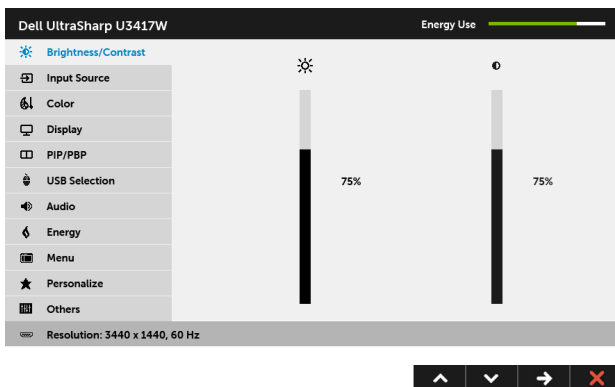 Dell UltraSharp U3417W
Energy Use
Brightness/Contrast
Input Source
Color
Display
PIP/PBP
USB Selection
75%
75%
Audio
Energy
Menu
Personalize
Others
Resolution: 3440 x 1440, 60 Hz